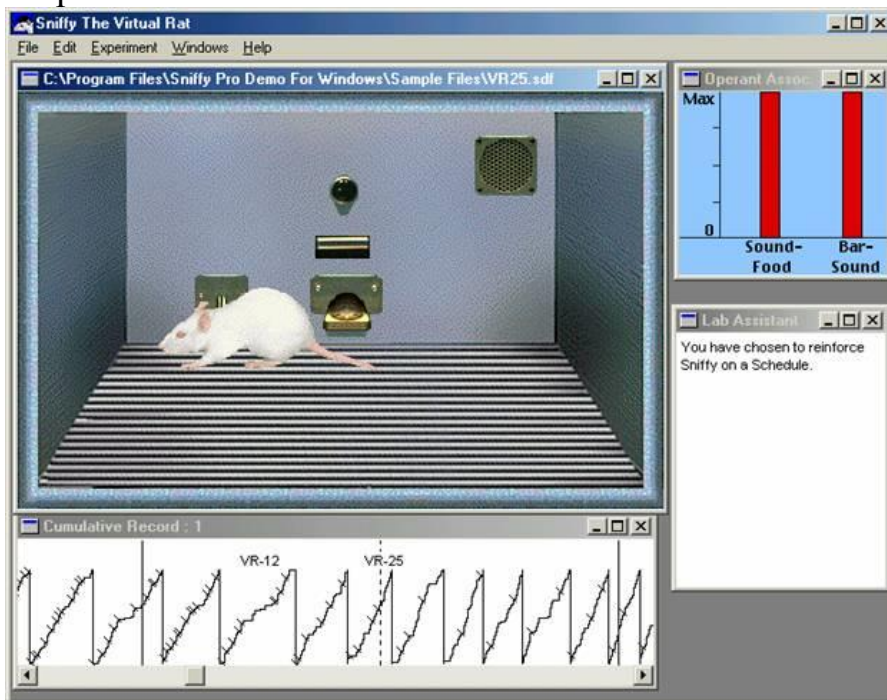 Sniffy The Virtual Rat
File Edit Experiment Windows Help
C:\Program Files\Sniffy Pro Demo For Windows\Sample Files\VR25.sdf
Operant Assoc
Max
0
Sound-Food
Bar-Sound
Lab Assistant
You have chosen to reinforce
Sniffy on a Schedule.
Cumulative Record : 1
VR-12 VR-25